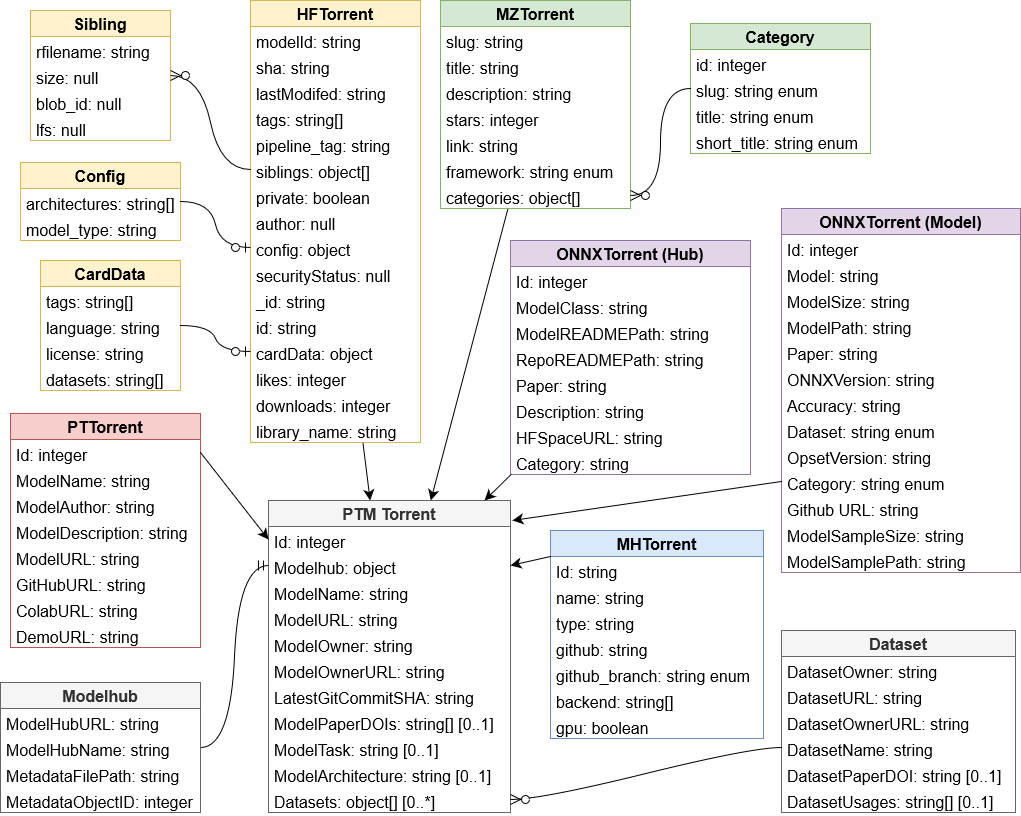 Sibling
rfilename: string
size: null
blob_id: null
lfs: null
Config
architectures: string[]
model_type: string
CardData
tags: string[]
language: string
license: string
datasets: string[]
HFTorrent
modelId: string
sha: string
lastModifed: string
tags: string[]
pipeline_tag: string
siblings: object[]
private: boolean
author: null
config: object
securityStatus: null
_id: string
id: string
cardData: object
likes: integer
downloads: integer
library_name: string
MZTorrent
slug: string
title: string
description: string
stars: integer
link: string
framework: string enum
categories: object[]
Category
id: integer
slug: string enum
title: string enum
short_title: string enum
ONNXTorrent (Hub)
Id: integer
ModelClass: string
ModelREADMEPath: string
RepoREADMEPath: string
Paper: string
Description: string
HFSpaceURL: string
Category: string
ONNXTorrent (Model)
Id: integer
Model: string
ModelSize: string
ModelPath: string
Paper: string
ONNXVersion: string
Accuracy: string
Dataset: string enum
OpsetVersion: string
Category: string enum
Github URL: string
ModelSampleSize: string
ModelSamplePath: string
PTTorrent
Id: integer
ModelName: string
ModelAuthor: string
ModelDescription: string
ModelURL: string
GitHubURL: string
ColabURL: string
DemoURL: string
Modelhub
ModelHubURL: string
ModelHubName: string
MetadataFilePath: string
MetadataObjectID: integer
PTM Torrent
Id: integer
Modelhub: object
ModelName: string
ModelURL: string
ModelOwner: string
ModelOwnerURL: string
LatestGitCommitSHA: string
ModelPaperDOIs: string[] [0..1]
ModelTask: string [0..1]
ModelArchitecture: string [0..1]
Datasets: object[] [0..*]
MHTorrent
Id: string
name: string
type: string
github: string
github_branch: string enum
backend: string[]
gpu: boolean
Dataset
DatasetOwner: string
DatasetURL: string
DatasetOwnerURL: string
DatasetName: string
DatasetPaperDOI: string [0..1]
DatasetUsages: string[] [0..1]